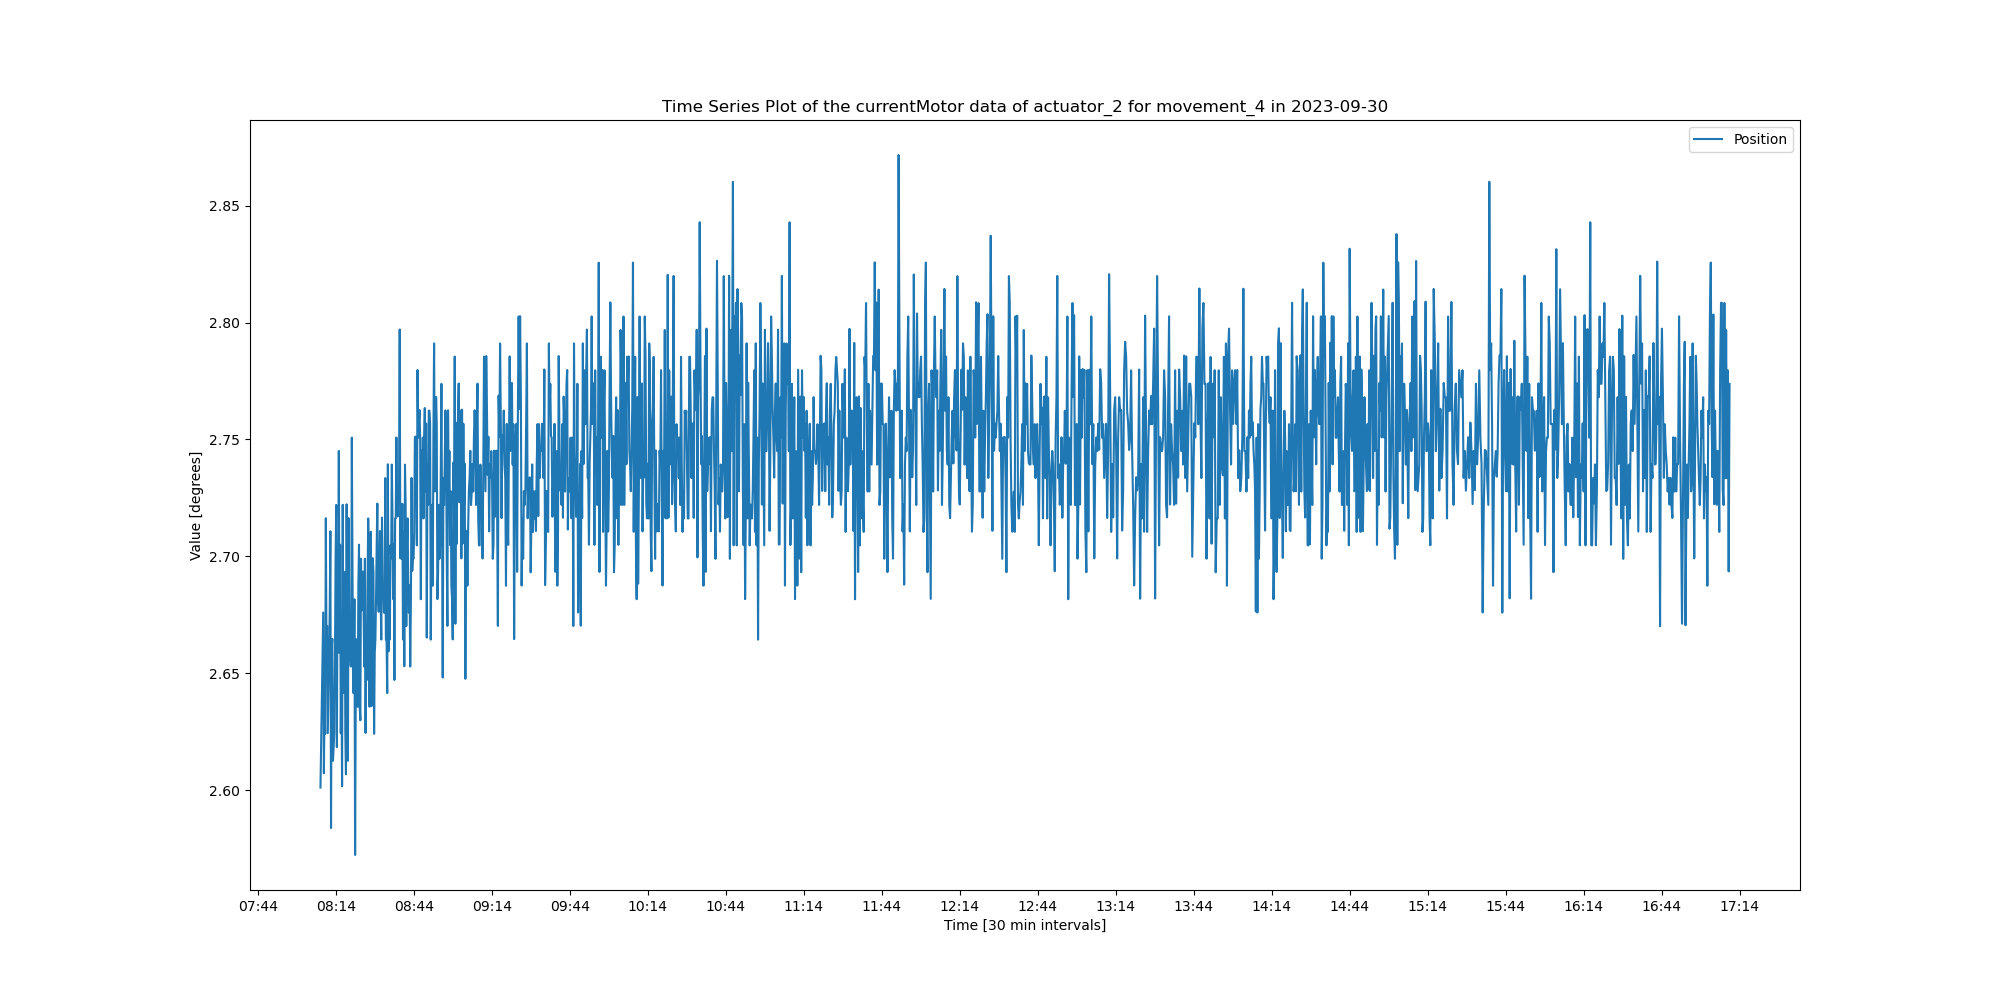 Time Series Plot of the currentMotor data of actuator_2 for movement_4 in 2023-09-30
Position
2.85
2.80
2.75
2.70
2.65
2.60
Value [degrees]
07:44 08:14 08:44 09:14 09:44 10:14 10:44 11:14 11:44 12:14 12:44 13:14 13:44 14:14 14:44 15:14 15:44 16:14 16:44 17:14
Time [30 min intervals]